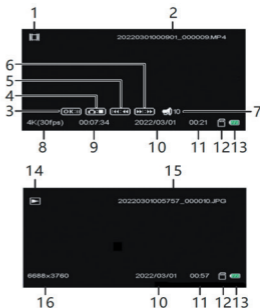 1 2
20220301000901_000009.MP4
6
5
4
3 OK 10 7
4K(30fps) 00:07:34 2022/03/01 00:21
8 9 10 11 12 13
14 15
20220301005757_000010.JPG
6688×3760 2022/03/01 00:57
16 10 11 12 13